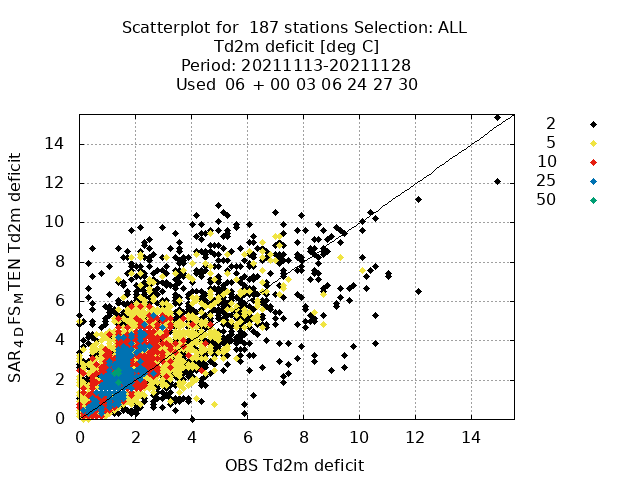 Scatterplot for  187 stations Selection: ALL
Td2m deficit [deg C]
Period: 20211113-20211128
Used  06 + 00 03 06 24 27 30
2
5
10
25
50
14
12
10
8
6
4
2
0
SAR4DFSMTEN Td2m deficit
0 2 4 6 8 10 12 14
OBS Td2m deficit